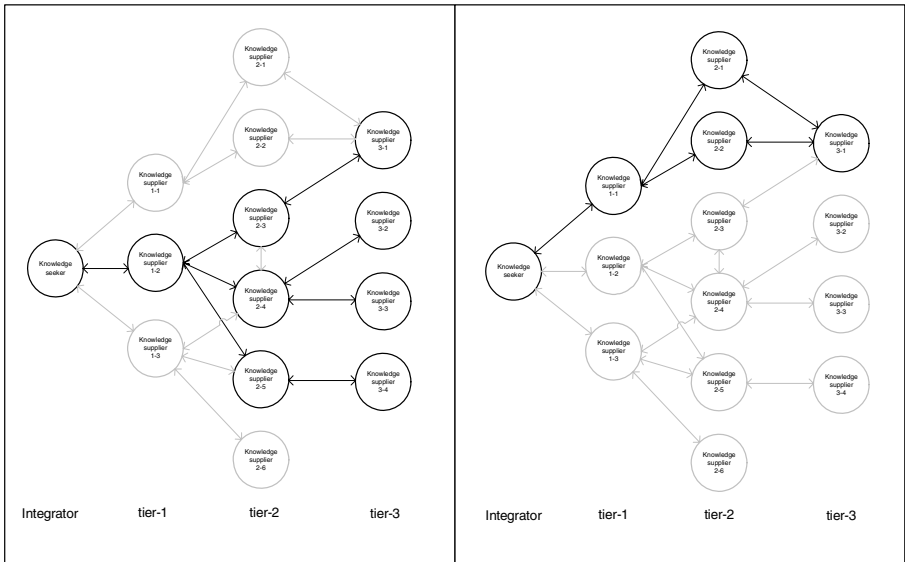 Knowledge
supplier
2-1
Knowledge
supplier
2-2
Knowledge
supplier
3-1
Knowledge
supplier
1-1
Knowledge
supplier
2-3
Knowledge
supplier
3-2
Knowledge
seeker
Knowledge
supplier
1-2
Knowledge
supplier
2-4
Knowledge
supplier
3-3
Knowledge
supplier
1-3
Knowledge
supplier
2-5
Knowledge
supplier
3-4
Knowledge
supplier
2-6
Integrator
tier-1
tier-2
tier-3
Knowledge
supplier
2-1
Knowledge
supplier
2-2
Knowledge
supplier
3-1
Knowledge
supplier
1-1
Knowledge
supplier
2-3
Knowledge
supplier
3-2
Knowledge
seeker
Knowledge
supplier
1-2
Knowledge
supplier
2-4
Knowledge
supplier
3-3
Knowledge
supplier
1-3
Knowledge
supplier
2-5
Knowledge
supplier
3-4
Knowledge
supplier
2-6
Integrator
tier-1
tier-2
tier-3